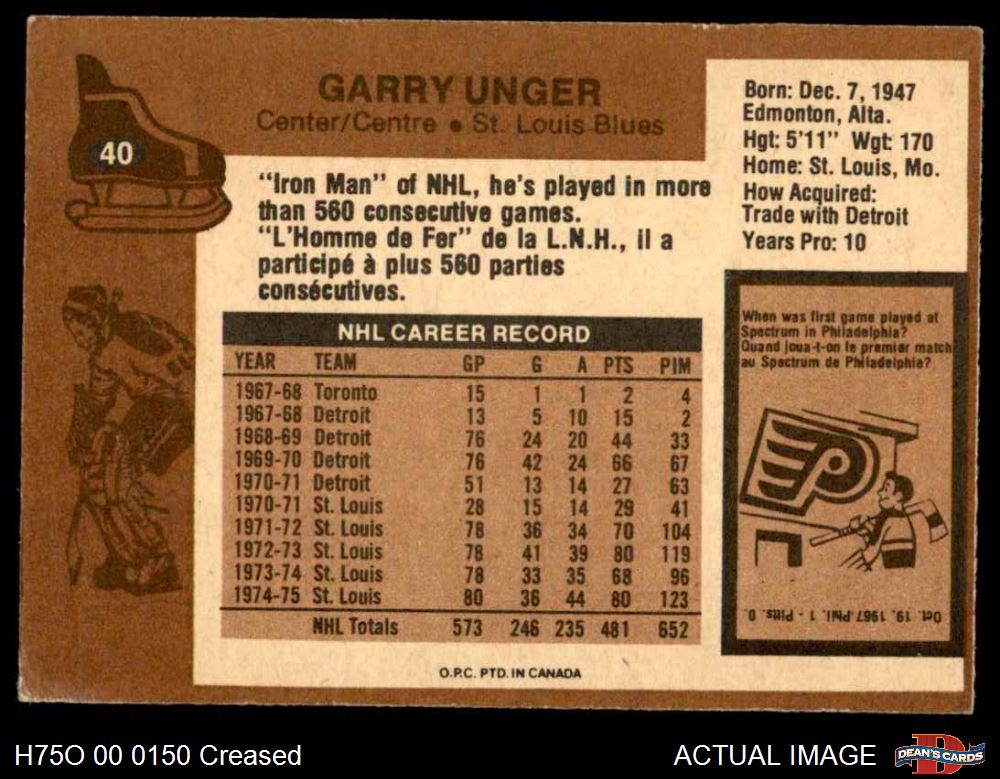 GARRY UNGER
Center/Centre • St. Louis Blues
40
"Iron Man" of NHL, he's played in more
than 560 consecutive games.
"L'Homme de Fer" de la L.N.H., il a
participé à plus 560 parties
consécutives.
Born: Dec. 7, 1947
Edmonton, Alta.
Hgt: 5'11" Wgt: 170
Home: St. Louis, Mo.
How Acquired:
Trade with Detroit
Years Pro: 10
NHL CAREER RECORD
YEAR TEAM GP G A PTS PIM
1967-68 Toronto 15 1 1 2 4
1967-68 Detroit 13 5 10 15 2
1968-69 Detroit 76 24 20 44 33
1969-70 Detroit 76 42 24 66 67
1970-71 Detroit 51 13 14 27 63
1970-71 St. Louis 28 15 14 29 41
1971-72 St. Louis 78 36 34 70 104
1972-73 St. Louis 78 41 39 80 119
1973-74 St. Louis 78 33 35 68 96
1974-75 St. Louis 80 36 44 80 123
NHL Totals 573 246 235 481 652
When was first game played at
Spectrum in Philadelphia?
Quand joua-t-on le premier match
au Spectrum de Philadelphie?
Oct. 19, 1967 Phil. 1 - Pitts. 0.
O.P.C. PTD. IN CANADA
H75O 00 0150 Creased
ACTUAL IMAGE
DEAN'S CARDS